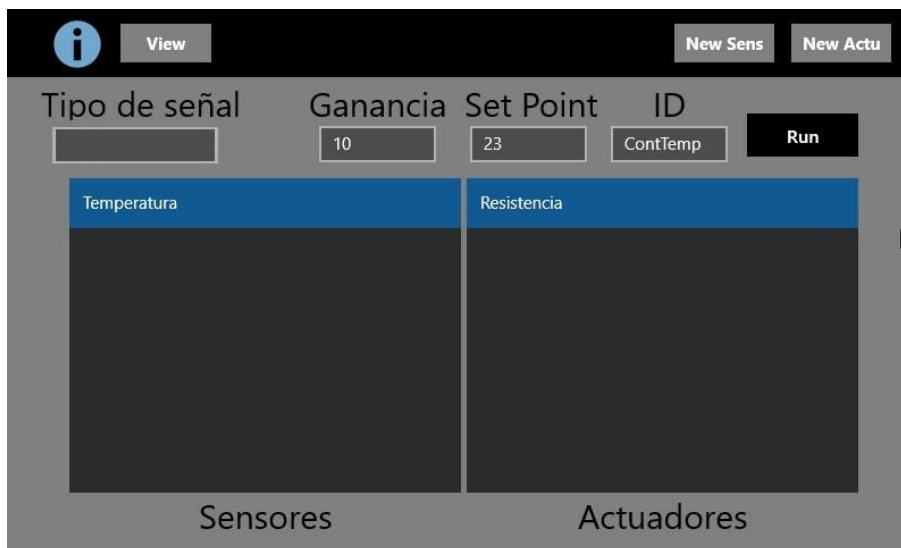 i View New Sens New Actu
Tipo de señal Ganancia Set Point ID
10 23 ContTemp Run
Temperatura Resistencia
Sensores Actuadores